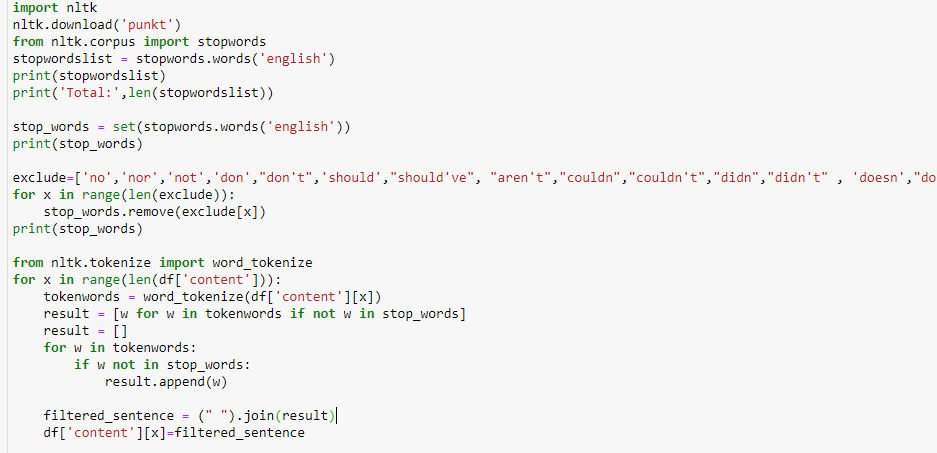 import nltk
nltk.download('punkt')
from nltk.corpus import stopwords
stopwordslist = stopwords.words('english')
print(stopwordslist)
print('Total:',len(stopwordslist))

stop_words = set(stopwords.words('english'))
print(stop_words)

exclude=['no','nor','not','don',"don't",'should',"should've", "aren't","couldn","couldn't","didn","didn't" , 'doesn',"do
for x in range(len(exclude)):
    stop_words.remove(exclude[x])
print(stop_words)

from nltk.tokenize import word_tokenize
for x in range(len(df['content'])):
    tokenwords = word_tokenize(df['content'][x])
    result = [w for w in tokenwords if not w in stop_words]
    result = []
    for w in tokenwords:
        if w not in stop_words:
            result.append(w)

    filtered_sentence = (" ").join(result)
    df['content'][x]=filtered_sentence